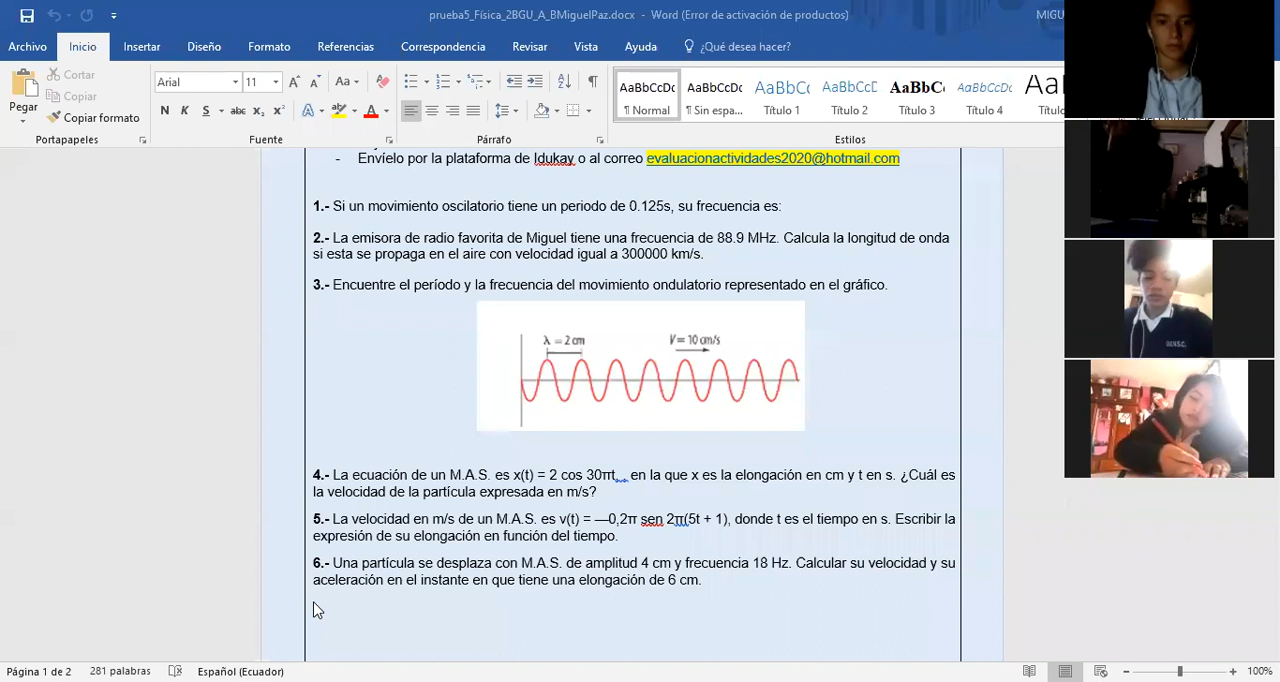 prueba5_Física_2BGU_A_BMiguelPaz.docx - Word (Error de activación de productos)
MIGU
Archivo Inicio Insertar Diseño Formato Referencias Correspondencia Revisar Vista Ayuda ¿Qué desea hacer?
Pegar
Cortar
Copiar
Copiar formato
Portapapeles
Arial 11
N K S abc x₂ x²
Fuente
Párrafo
AaBbCcDc AaBbCcDc AaBbCc AaBbCcC AaBbC AaBbCcDc AaB
¶ Normal ¶ Sin espa... Título 1 Título 2 Título 3 Título 4 Título
Estilos
- Envíelo por la plataforma de Idukay o al correo evaluacionactividades2020@hotmail.com
1.- Si un movimiento oscilatorio tiene un periodo de 0.125s, su frecuencia es:
2.- La emisora de radio favorita de Miguel tiene una frecuencia de 88.9 MHz. Calcula la longitud de onda
si esta se propaga en el aire con velocidad igual a 300000 km/s.
3.- Encuentre el período y la frecuencia del movimiento ondulatorio representado en el gráfico.
λ = 2 cm V = 10 cm/s
4.- La ecuación de un M.A.S. es x(t) = 2 cos 30πt, en la que x es la elongación en cm y t en s. ¿Cuál es
la velocidad de la partícula expresada en m/s?
5.- La velocidad en m/s de un M.A.S. es v(t) = —0,2π sen 2π(5t + 1), donde t es el tiempo en s. Escribir la
expresión de su elongación en función del tiempo.
6.- Una partícula se desplaza con M.A.S. de amplitud 4 cm y frecuencia 18 Hz. Calcular su velocidad y su
aceleración en el instante en que tiene una elongación de 6 cm.
Página 1 de 2 281 palabras Español (Ecuador) 100%